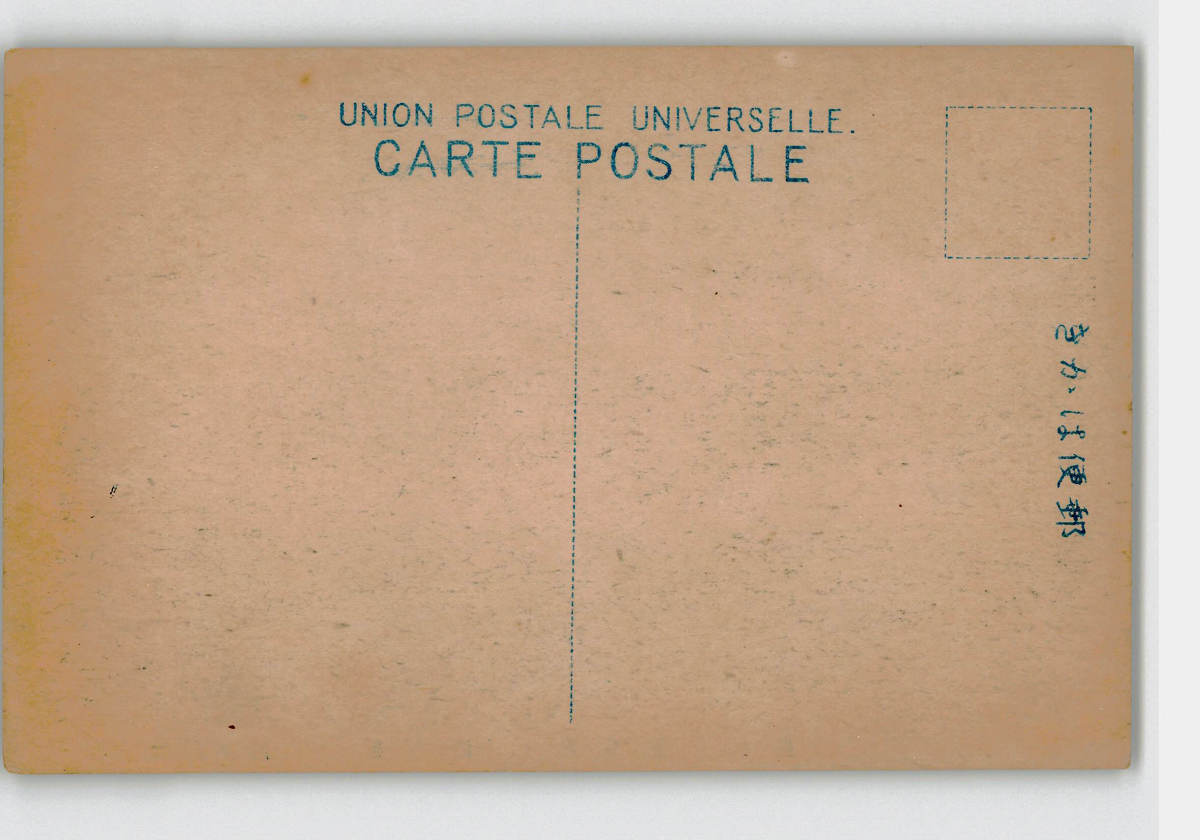 UNION POSTALE UNIVERSELLE.
CARTE POSTALE
きかは便郵